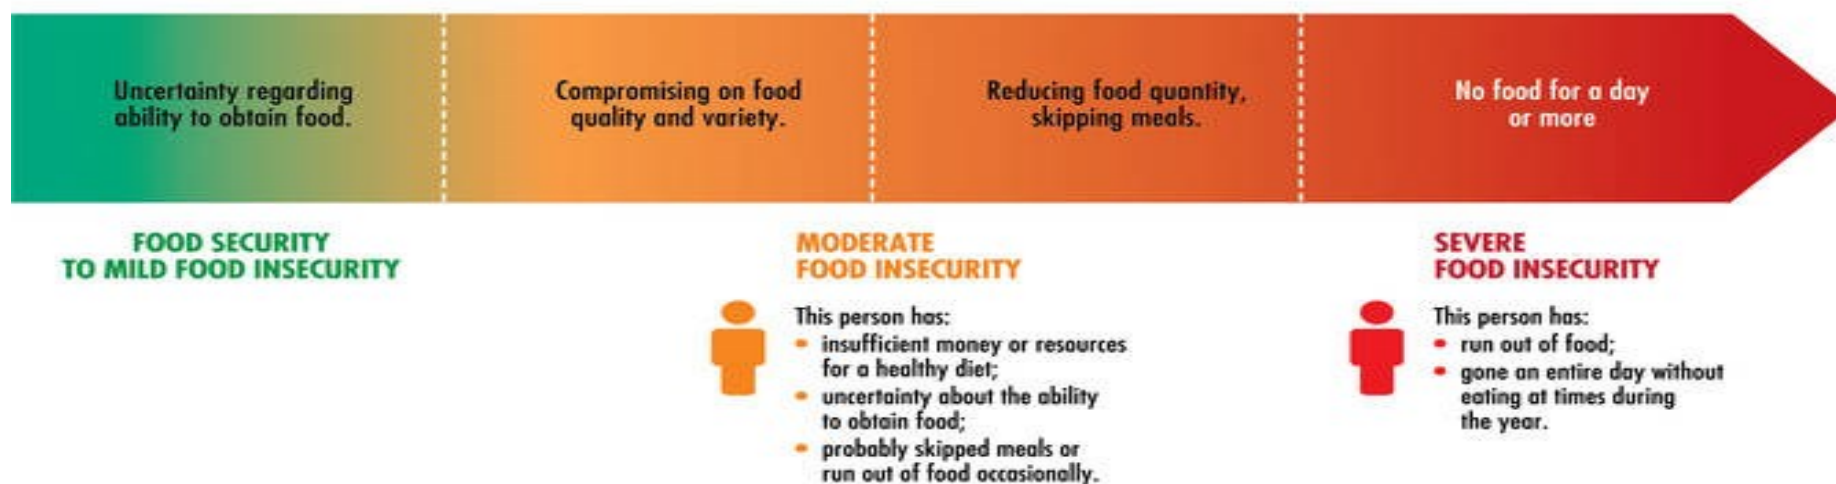 Uncertainty regarding
ability to obtain food.
Compromising on food
quality and variety.
Reducing food quantity,
skipping meals.
No food for a day
or more
FOOD SECURITY
TO MILD FOOD INSECURITY
MODERATE
FOOD INSECURITY
This person has:
• insufficient money or resources
for a healthy diet;
• uncertainty about the ability
to obtain food;
• probably skipped meals or
run out of food occasionally.
SEVERE
FOOD INSECURITY
This person has:
• run out of food;
• gone an entire day without
eating at times during
the year.